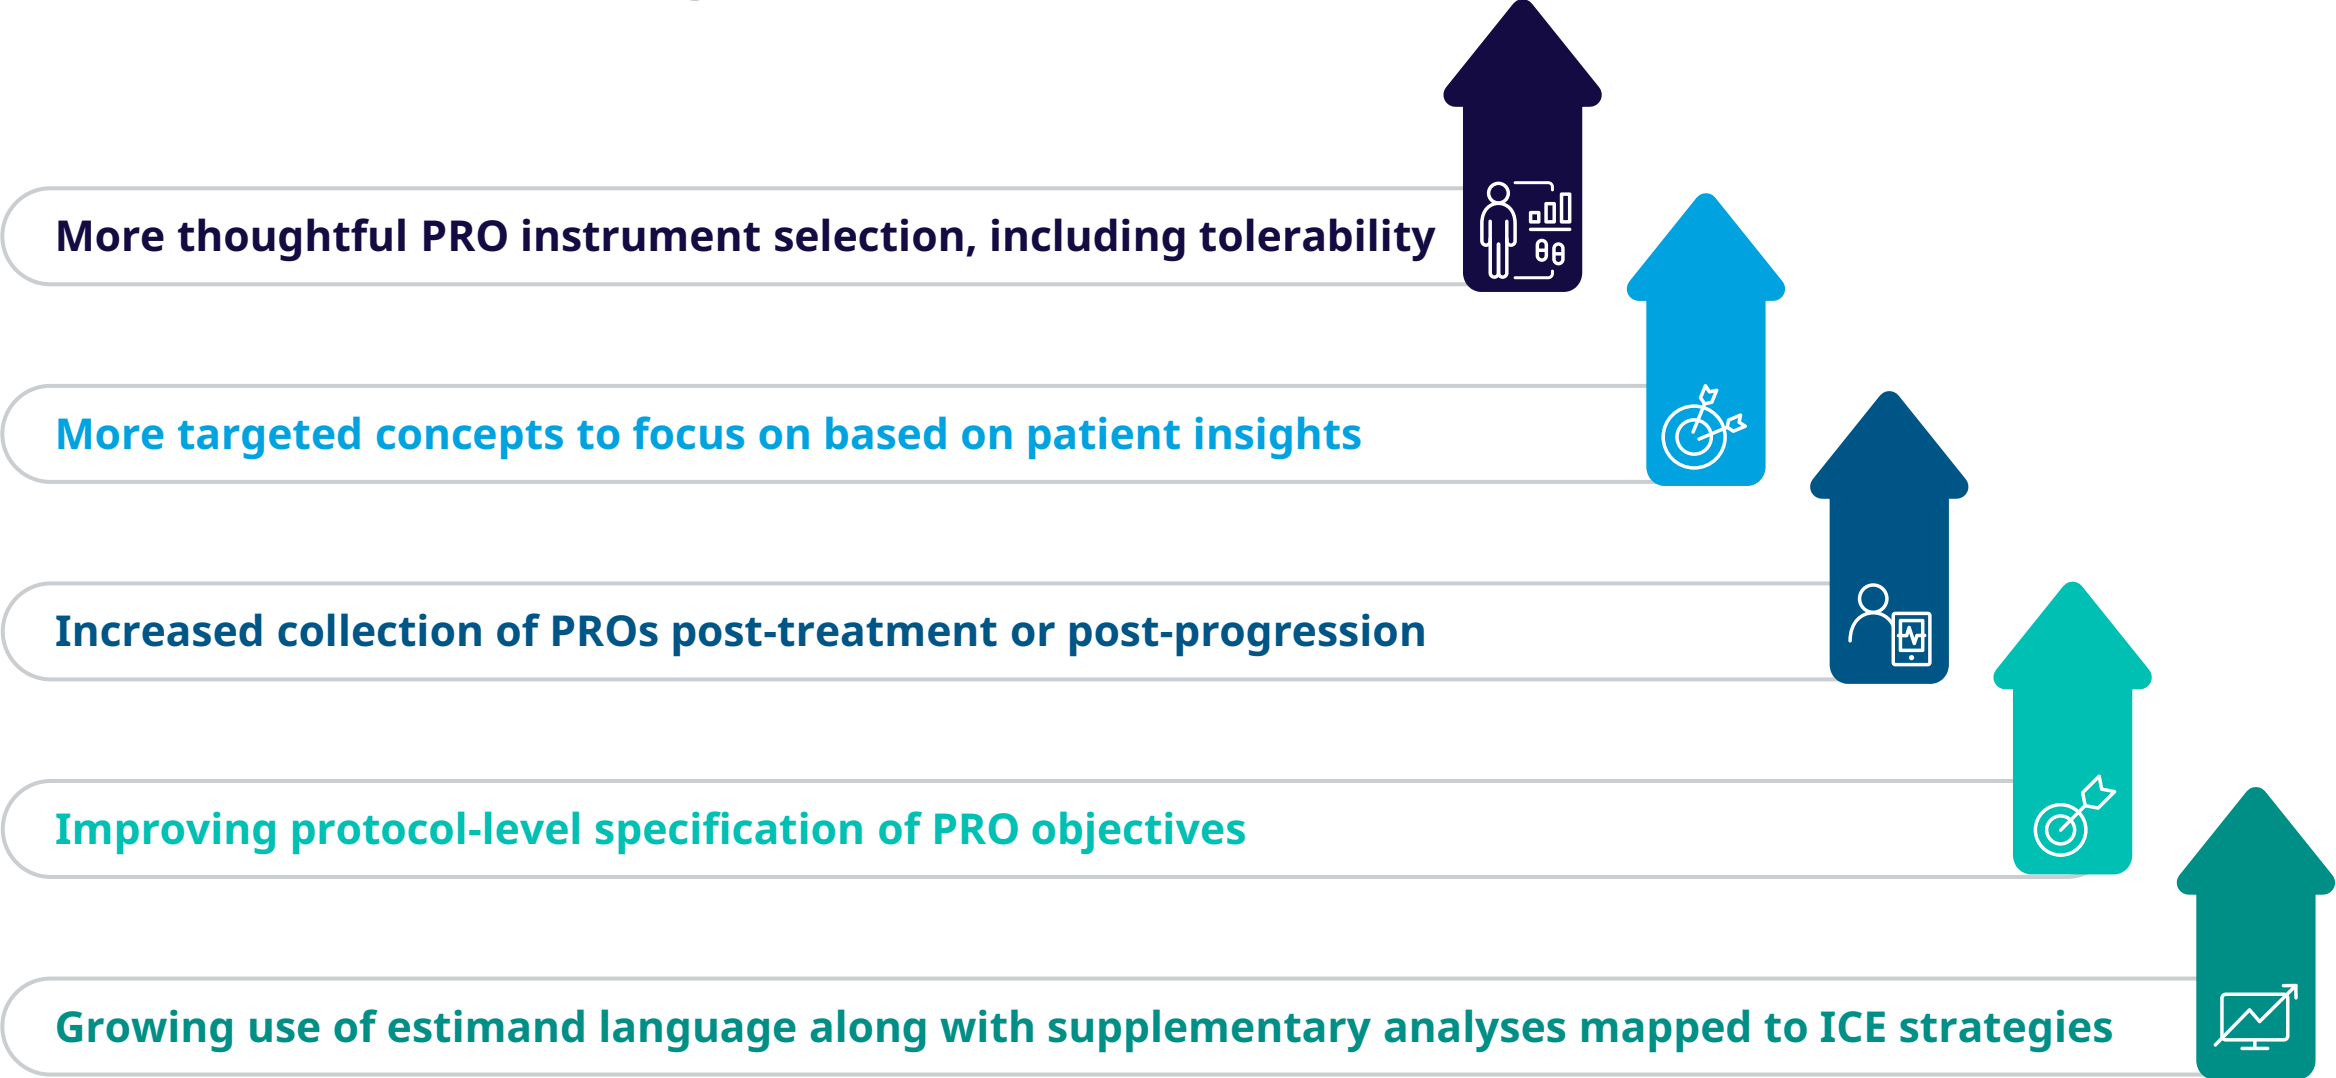 More thoughtful PRO instrument selection, including tolerability
More targeted concepts to focus on based on patient insights
Increased collection of PROs post-treatment or post-progression
Improving protocol-level specification of PRO objectives
Growing use of estimand language along with supplementary analyses mapped to ICE strategies